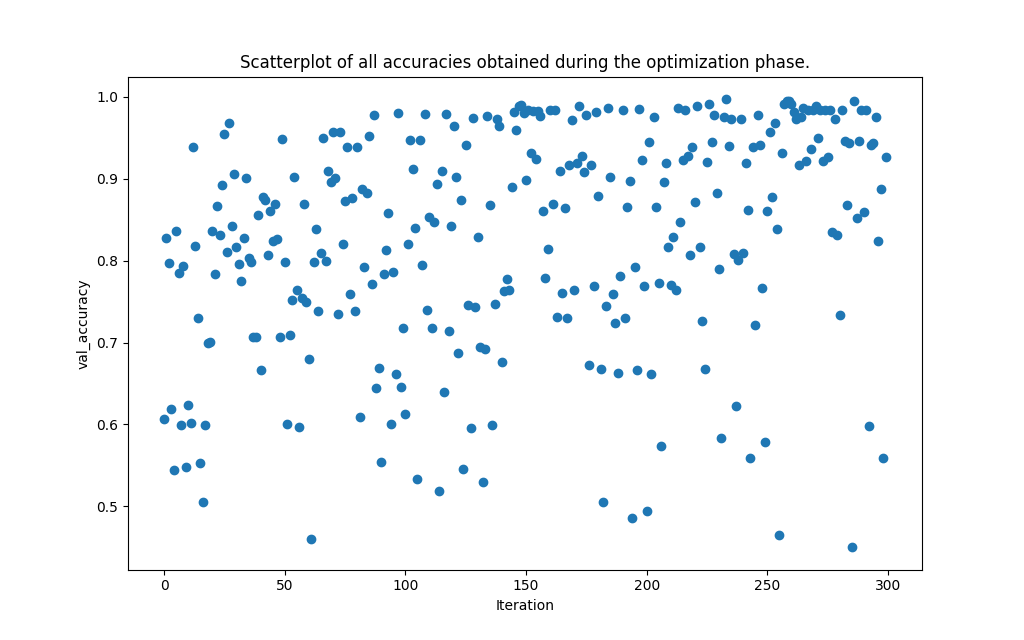 Scatterplot of all accuracies obtained during the optimization phase.
1.0
0.9
0.8
0.7
0.6
0.5
val_accuracy
0 50 100 150 200 250 300
Iteration